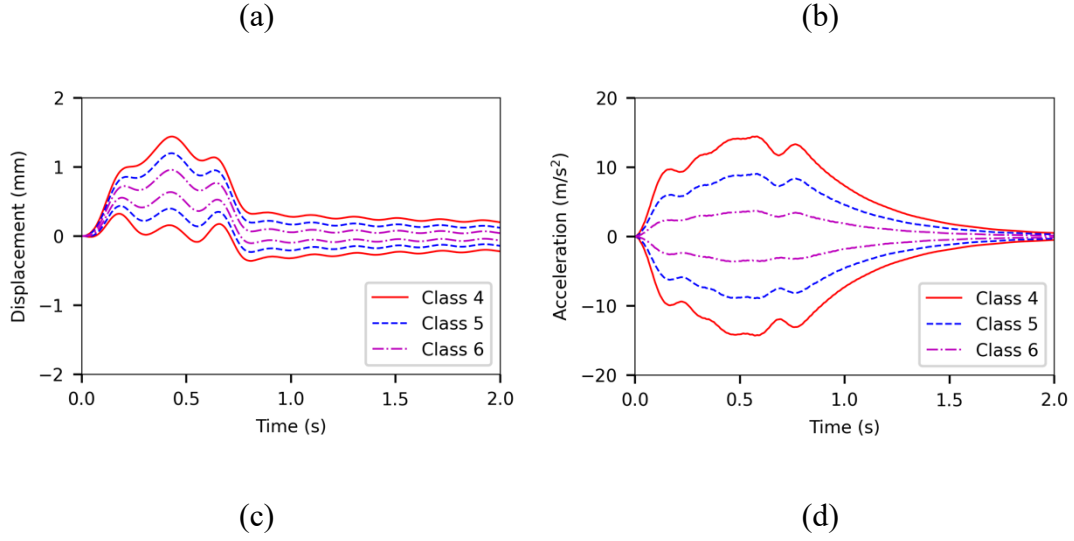 (a)
(b)
2
1
0
−1
−2
Displacement (mm)
0.0 0.5 1.0 1.5 2.0
Time (s)
Class 4
Class 5
Class 6
20
10
0
−10
−20
Acceleration (m/s²)
0.0 0.5 1.0 1.5 2.0
Time (s)
Class 4
Class 5
Class 6
(c)
(d)